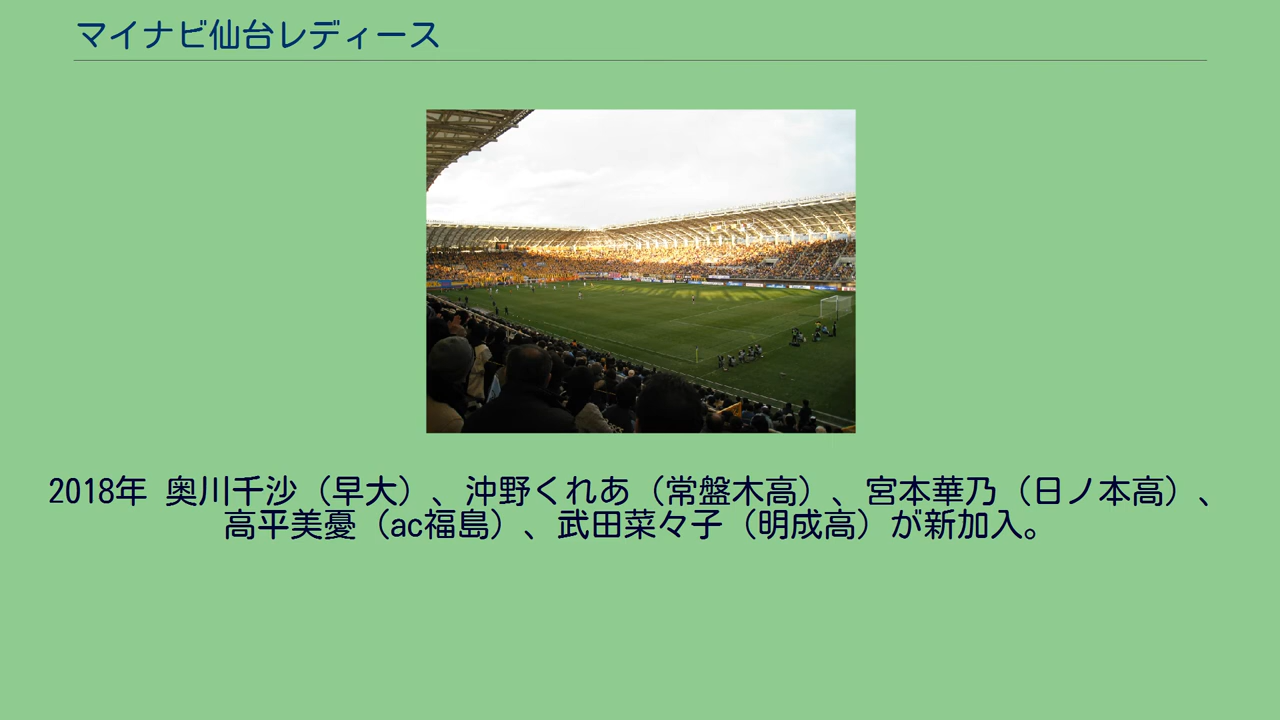 マイナビ仙台レディース
2018年 奥川千沙（早大）、沖野くれあ（常盤木高）、宮本華乃（日ノ本高）、
高平美憂（ac福島）、武田菜々子（明成高）が新加入。